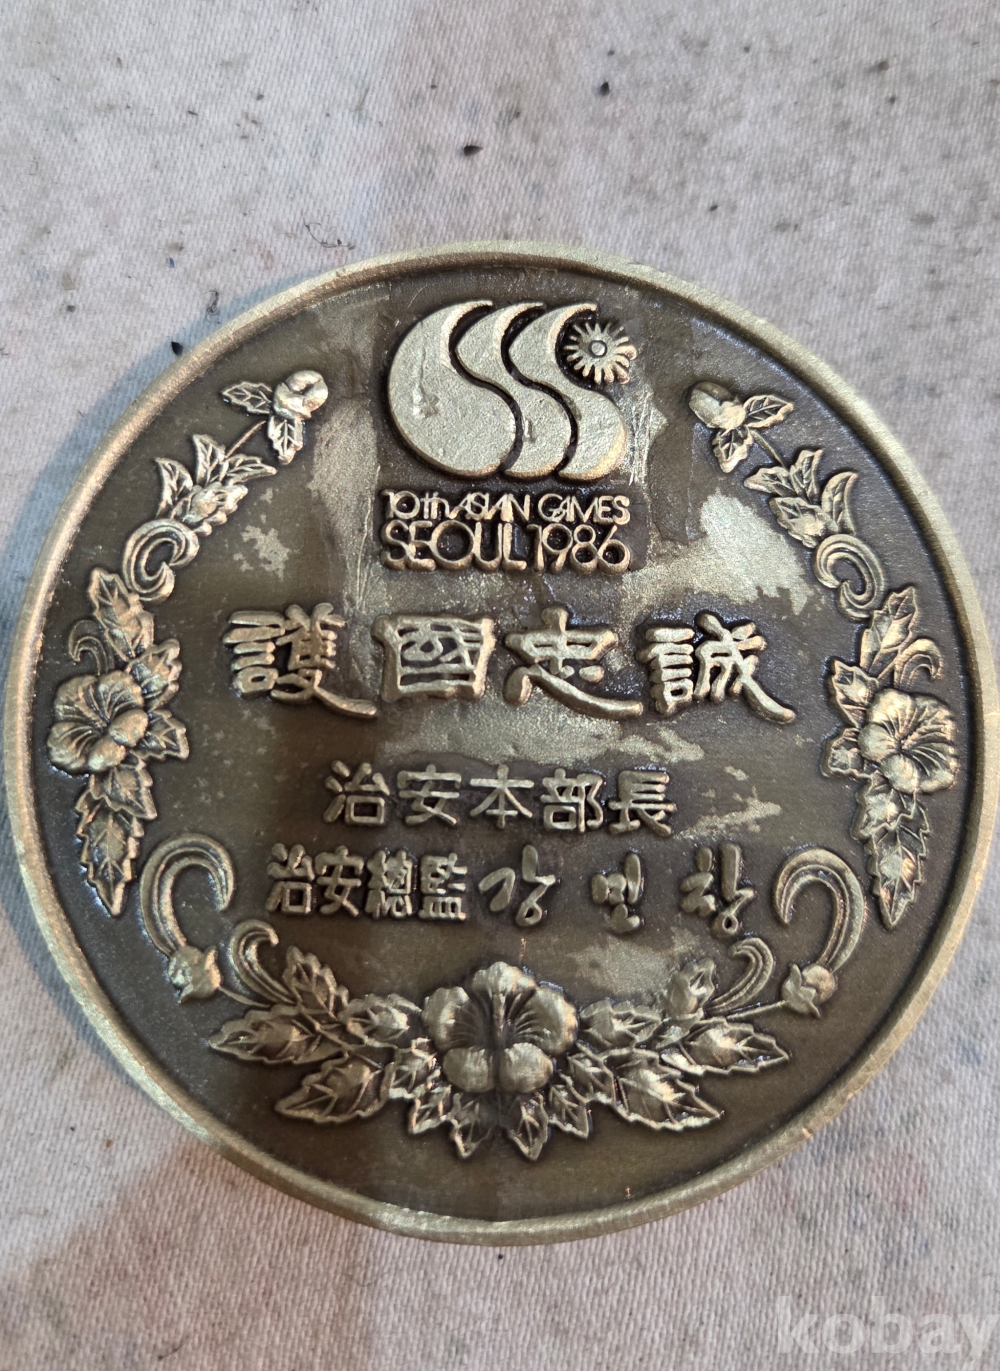 10th ASIAN GAMES
SEOUL 1986
護國忠誠
治安本部長
治安總監 강민창
kobay